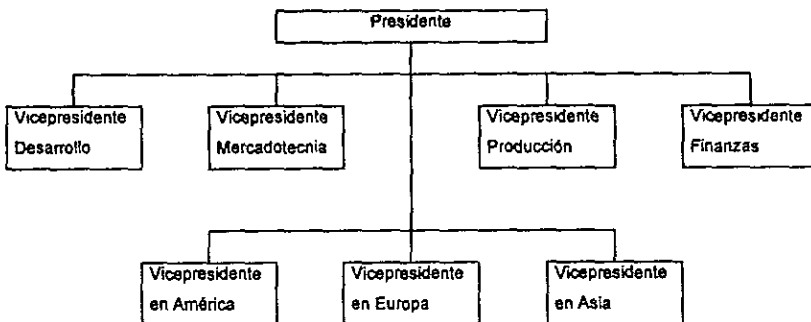 Presidente
Vicepresidente
Desarrollo
Vicepresidente
Mercadotecnia
Vicepresidente
Producción
Vicepresidente
Finanzas
Vicepresidente
en América
Vicepresidente
en Europa
Vicepresidente
en Asia